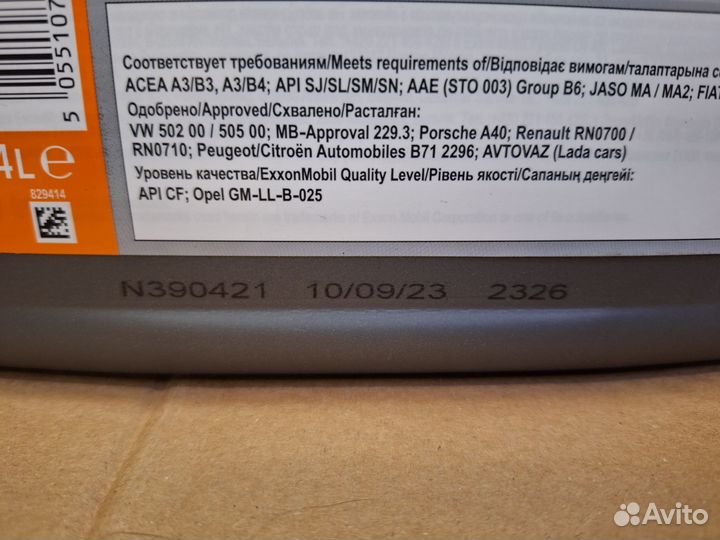 Соответствует требованиям/Meets requirements of/Відповідає вимогам/талаптарына
ACEA A3/B3, A3/B4; API SJ/SL/SM/SN; AAE (STO 003) Group B6; JASO MA / MA2; FIAT
Одобрено/Approved/Схвалено/Расталған:
VW 502 00 / 505 00; MB-Approval 229.3; Porsche A40; Renault RN0700 /
RN0710; Peugeot/Citroën Automobiles B71 2296; AVTOVAZ (Lada cars)
Уровень качества/ExxonMobil Quality Level/Рівень якості/Сапаның деңгейі:
API CF; Opel GM-LL-B-025
5 055107
4L e
829414
N390421 10/09/23 2326
Avito